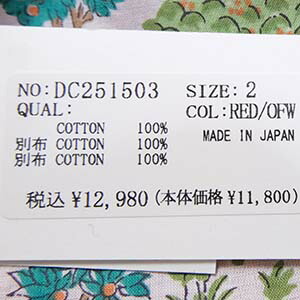 NO: DC251503 SIZE: 2
QUAL: COL: RED/OFW
COTTON 100% MADE IN JAPAN
別布 COTTON 100%
別布 COTTON 100%
税込 ¥12,980 (本体価格 ¥11,800)